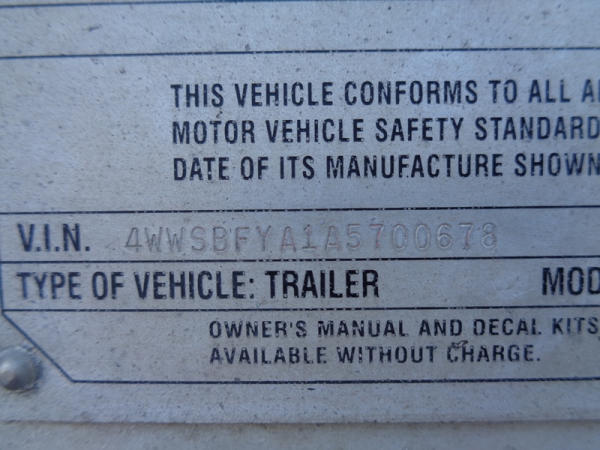 THIS VEHICLE CONFORMS TO ALL A
MOTOR VEHICLE SAFETY STANDARD
DATE OF ITS MANUFACTURE SHOWN
V.I.N. 4WWSBFYA1A5700678
TYPE OF VEHICLE: TRAILER MOD
OWNER'S MANUAL AND DECAL KITS
AVAILABLE WITHOUT CHARGE.